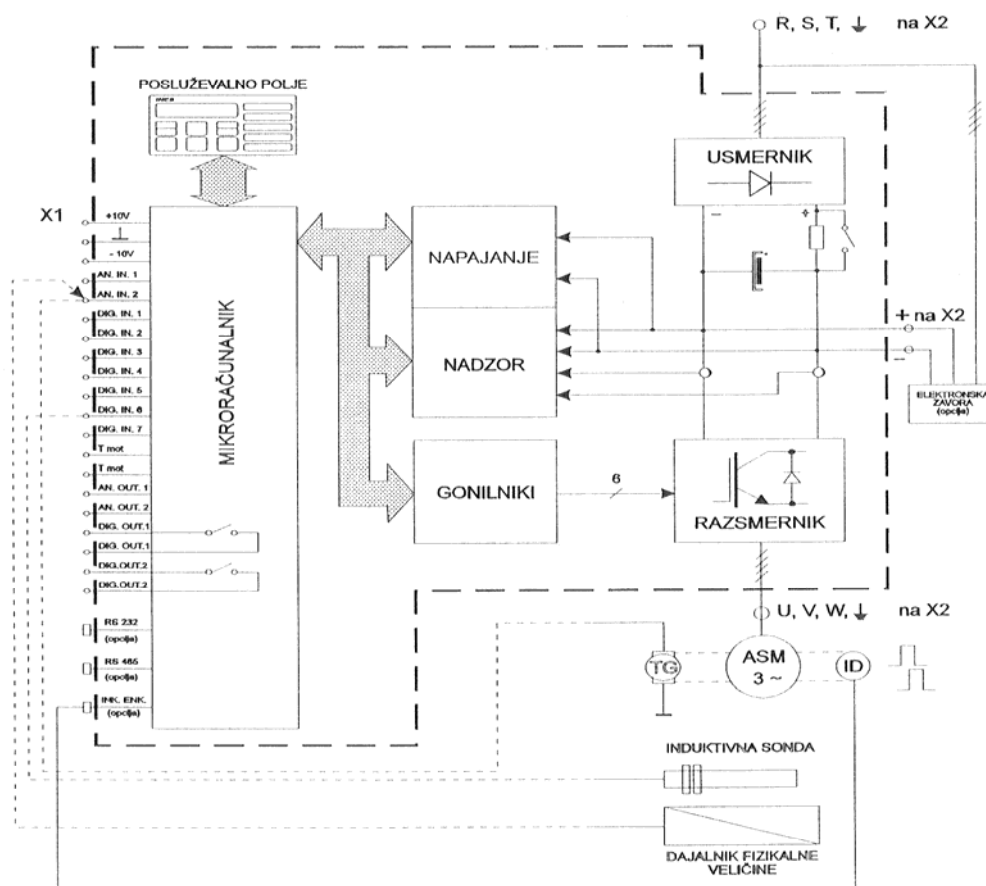 R, S, T, na X2
POSLUŽEVALNO POLJE
USMERNIK
X1
+10V
- 10V
AN. IN. 1
AN. IN. 2
DIG. IN. 1
DIG. IN. 2
DIG. IN. 3
DIG. IN. 4
DIG. IN. 5
DIG. IN. 6
DIG. IN. 7
T mot
T mot
AN. OUT. 1
AN. OUT. 2
DIG. OUT.1
DIG. OUT.1
DIG.OUT.2
DIG.OUT.2
RS 232
(opcija)
RS 485
(opcija)
INK. ENK.
(opcija)
MIKRORAČUNALNIK
NAPAJANJE
NADZOR
GONILNIKI
6
- +
+ na X2
-
ELEKTRONSKA
ZAVORA
(opcija)
RAZSMERNIK
U, V, W, na X2
TG
ASM
3 ~
ID
INDUKTIVNA SONDA
DAJALNIK FIZIKALNE
VELIČINE